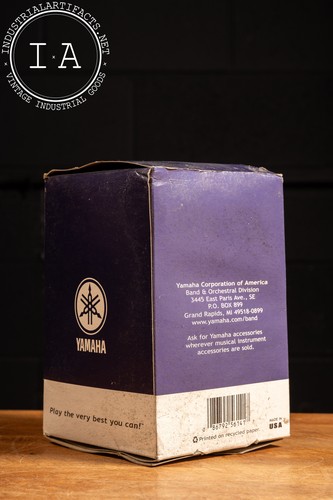 INDUSTRIALARTIFACTS.NET
I·A
VINTAGE INDUSTRIAL GOODS
YAMAHA
Play the very best you can!
Yamaha Corporation of America
Band & Orchestral Division
3445 East Paris Ave., SE
P.O. BOX 899
Grand Rapids, MI 49518-0899
www.yamaha.com/band
Ask for Yamaha accessories
wherever musical instrument
accessories are sold.
Printed on recycled paper
MADE IN
USA